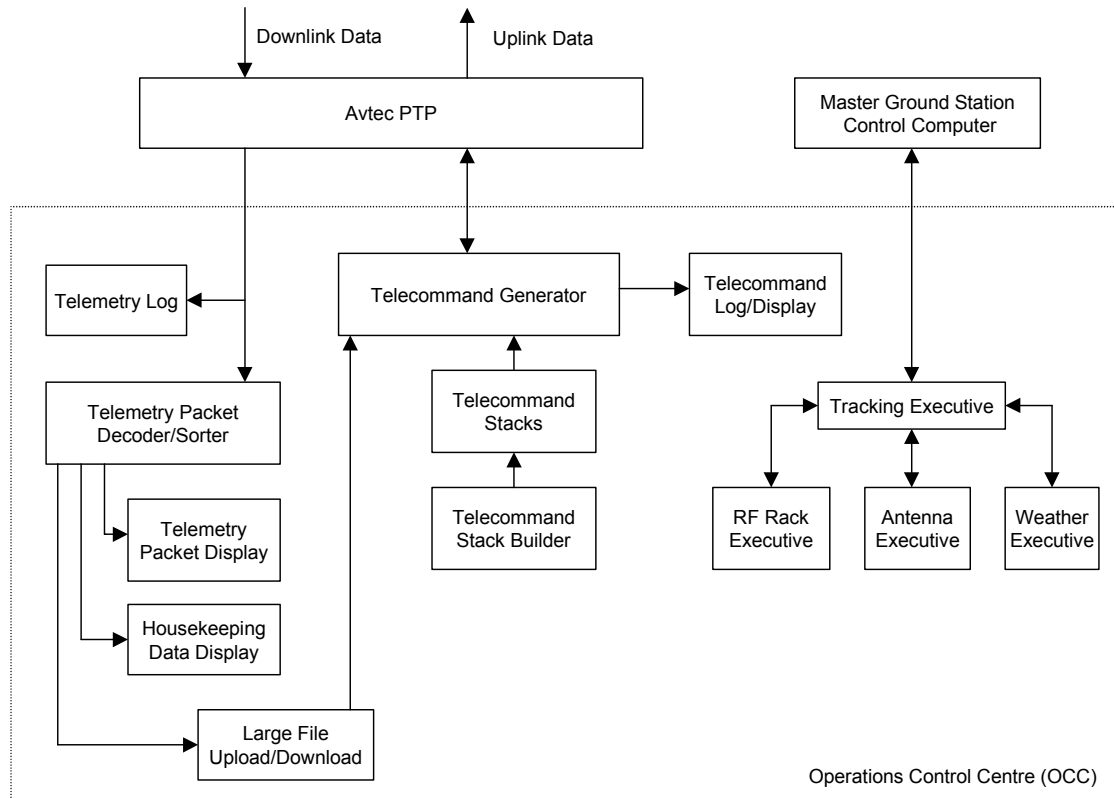 Downlink Data
Uplink Data
Avtec PTP
Master Ground Station
Control Computer
Telemetry Log
Telecommand Generator
Telecommand
Log/Display
Telemetry Packet
Decoder/Sorter
Telecommand
Stacks
Tracking Executive
Telemetry
Packet Display
Telecommand
Stack Builder
RF Rack
Executive
Antenna
Executive
Weather
Executive
Housekeeping
Data Display
Large File
Upload/Download
Operations Control Centre (OCC)